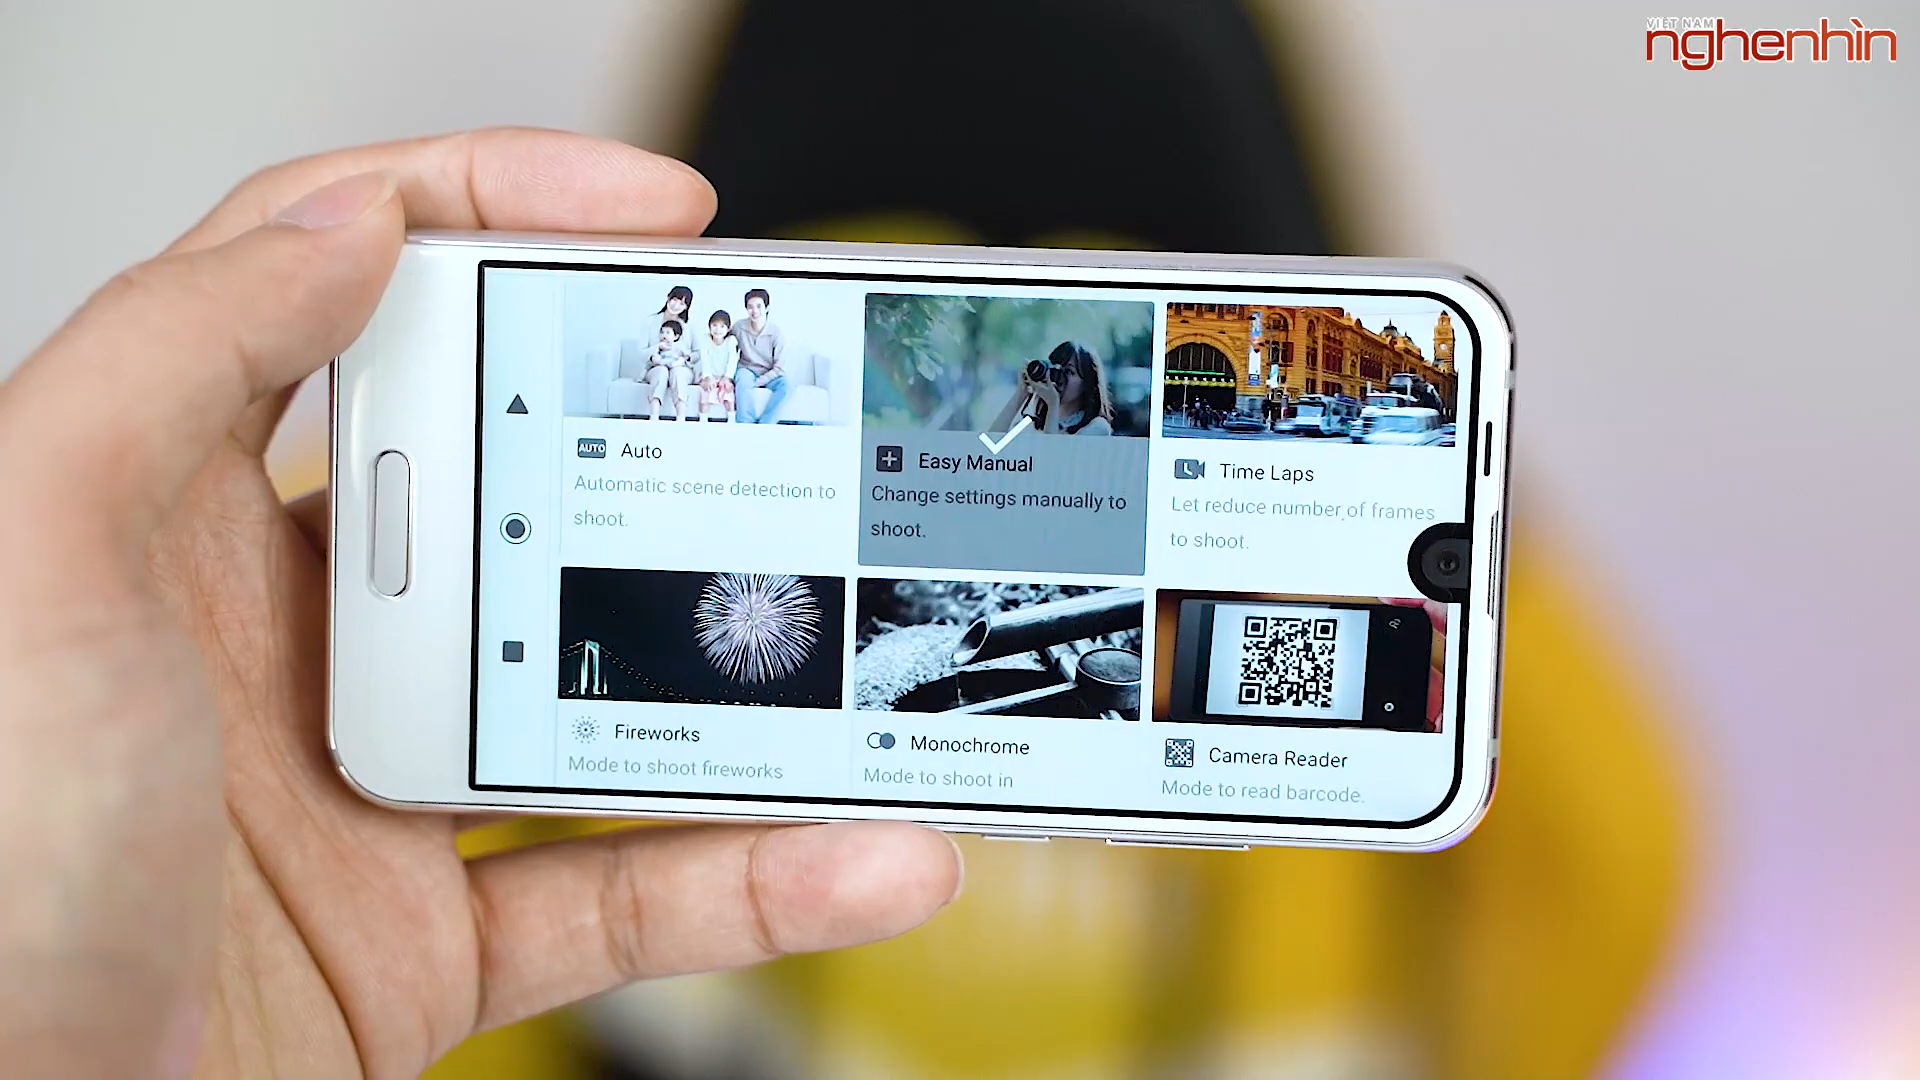 VIỆT NAM
nghenhìn
AUTO Auto
Automatic scene detection to
shoot.
Easy Manual
Change settings manually to
shoot.
Time Laps
Let reduce number of frames
to shoot.
Fireworks
Mode to shoot fireworks
Monochrome
Mode to shoot in
Camera Reader
Mode to read barcode.